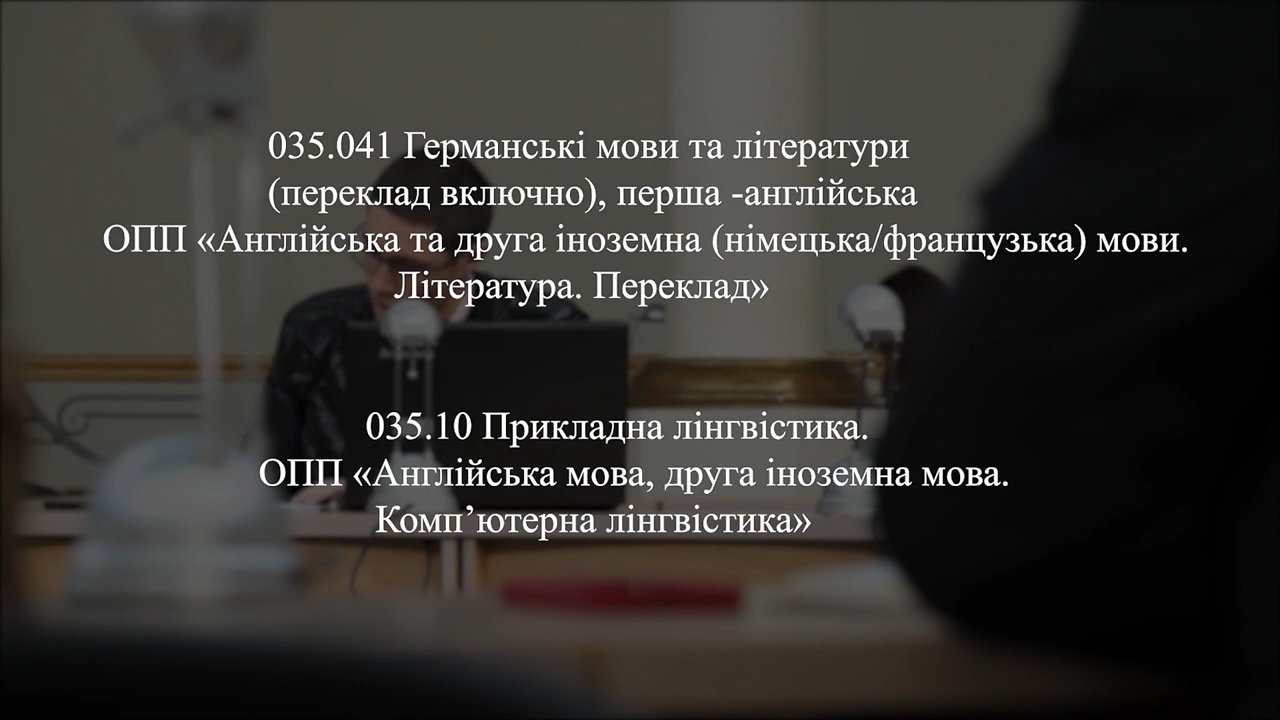 035.041 Германські мови та літератури
(переклад включно), перша -англійська
ОПП «Англійська та друга іноземна (німецька/французька) мови.
Література. Переклад»
035.10 Прикладна лінгвістика.
ОПП «Англійська мова, друга іноземна мова.
Комп’ютерна лінгвістика»